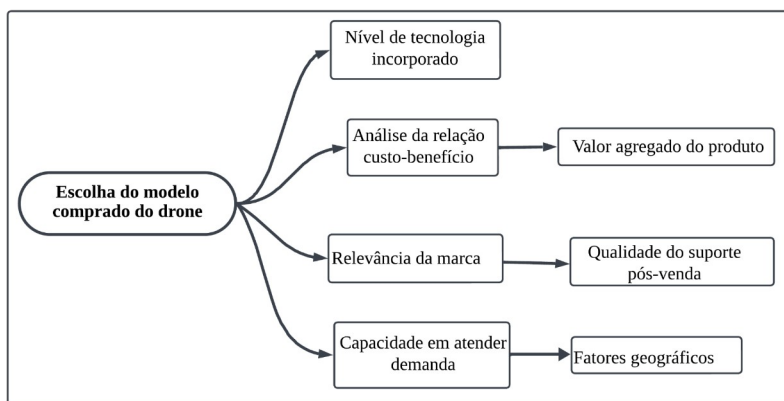 Nível de tecnologia
incorporado
Análise da relação
custo-benefício
Valor agregado do produto
Escolha do modelo
comprado do drone
Relevância da marca
Qualidade do suporte
pós-venda
Capacidade em atender
demanda
Fatores geográficos